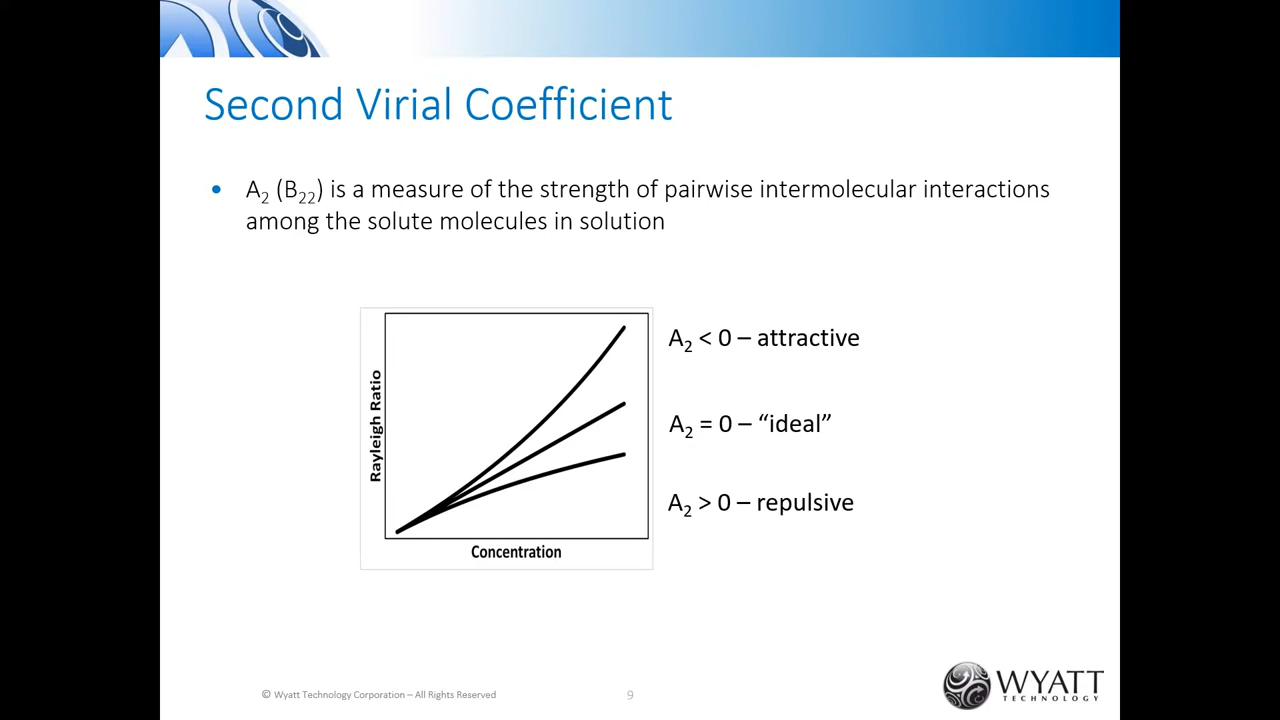 Second Virial Coefficient
• A₂ (B₂₂) is a measure of the strength of pairwise intermolecular interactions
among the solute molecules in solution
Rayleigh Ratio
Concentration
A₂ < 0 – attractive
A₂ = 0 – “ideal”
A₂ > 0 – repulsive
© Wyatt Technology Corporation – All Rights Reserved
9
WYATT
TECHNOLOGY